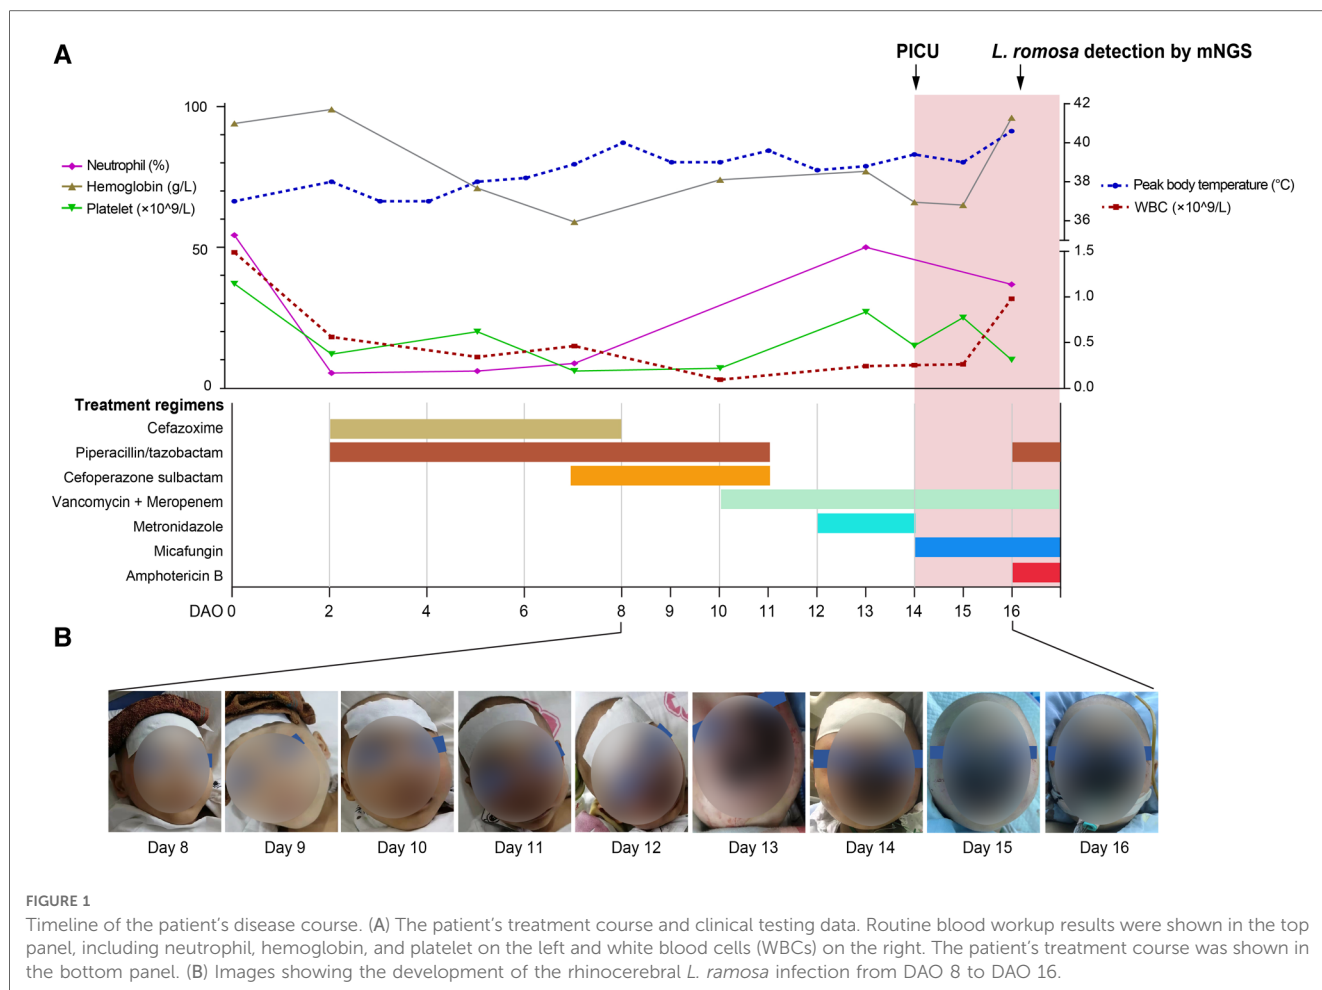 A
PICU
L. romosa detection by mNGS
100
50
0
42
40
38
36
1.5
1.0
0.5
0.0
Neutrophil (%)
Hemoglobin (g/L)
Platelet (×10^9/L)
Peak body temperature (°C)
WBC (×10^9/L)
Treatment regimens
Cefazoxime
Piperacillin/tazobactam
Cefoperazone sulbactam
Vancomycin + Meropenem
Metronidazole
Micafungin
Amphotericin B
DAO 0 2 4 6 8 9 10 11 12 13 14 15 16
B
Day 8 Day 9 Day 10 Day 11 Day 12 Day 13 Day 14 Day 15 Day 16
FIGURE 1
Timeline of the patient's disease course. (A) The patient's treatment course and clinical testing data. Routine blood workup results were shown in the top
panel, including neutrophil, hemoglobin, and platelet on the left and white blood cells (WBCs) on the right. The patient's treatment course was shown in
the bottom panel. (B) Images showing the development of the rhinocerebral L. ramosa infection from DAO 8 to DAO 16.